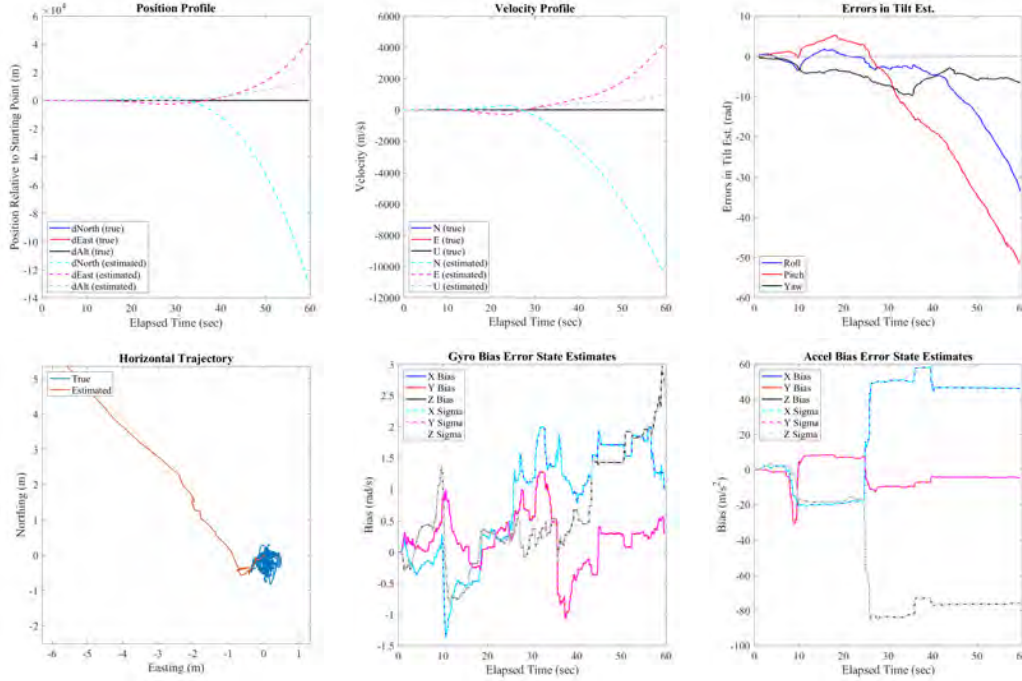 Position Profile
×10⁴
6
4
2
0
-2
-4
-6
-8
-10
-12
-14
0 10 20 30 40 50 60
Position Relative to Starting Point (m)
Elapsed Time (sec)
dNorth (true)
dEast (true)
dAlt (true)
dNorth (estimated)
dEast (estimated)
dAlt (estimated)
Velocity Profile
6000
4000
2000
0
-2000
-4000
-6000
-8000
-10000
-12000
0 10 20 30 40 50 60
Velocity (m/s)
Elapsed Time (sec)
N (true)
E (true)
U (true)
N (estimated)
E (estimated)
U (estimated)
Errors in Tilt Est.
10
0
-10
-20
-30
-40
-50
-60
0 10 20 30 40 50 60
Errors in Tilt Est. (rad)
Elapsed Time (sec)
Roll
Pitch
Yaw
Horizontal Trajectory
5
4
3
2
1
0
-1
-2
-6 -5 -4 -3 -2 -1 0 1
Northing (m)
Easting (m)
True
Estimated
Gyro Bias Error State Estimates
3
2.5
2
1.5
1
0.5
0
-0.5
-1
-1.5
0 10 20 30 40 50 60
Bias (rad/s)
Elapsed Time (sec)
X Bias
Y Bias
Z Bias
X Sigma
Y Sigma
Z Sigma
Accel Bias Error State Estimates
60
40
20
0
-20
-40
-60
-80
-100
0 10 20 30 40 50 60
Bias (m/s²)
Elapsed Time (sec)
X Bias
Y Bias
Z Bias
X Sigma
Y Sigma
Z Sigma